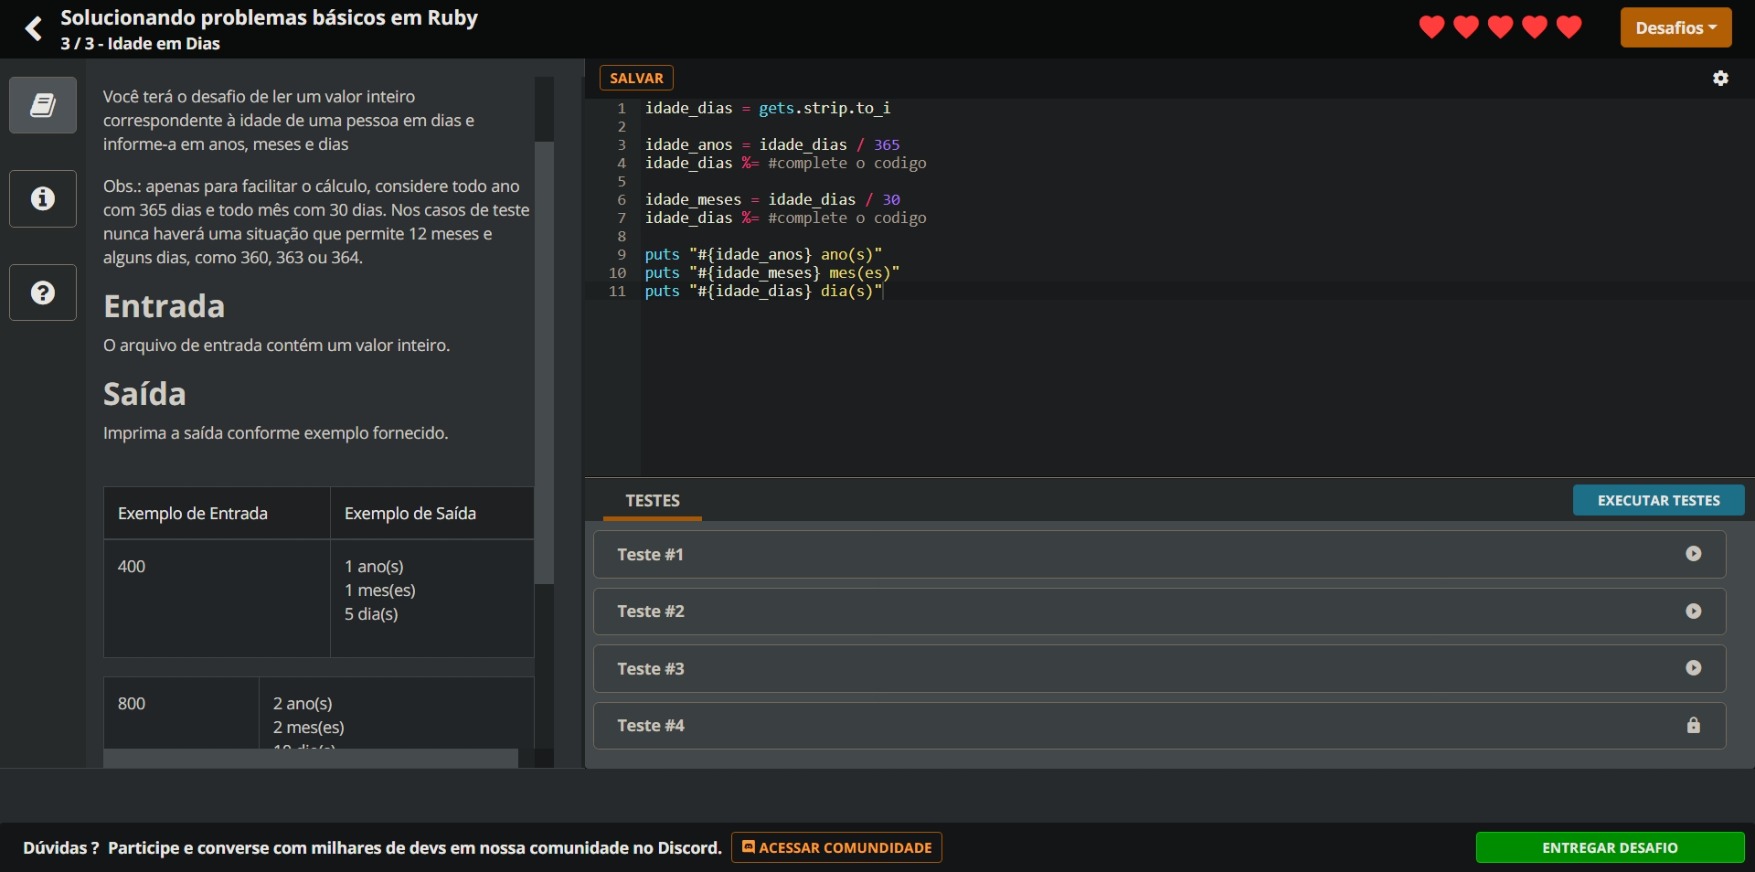 Solucionando problemas básicos em Ruby
3 / 3 - Idade em Dias
Desafios
Você terá o desafio de ler um valor inteiro
correspondente à idade de uma pessoa em dias e
informe-a em anos, meses e dias
Obs.: apenas para facilitar o cálculo, considere todo ano
com 365 dias e todo mês com 30 dias. Nos casos de teste
nunca haverá uma situação que permite 12 meses e
alguns dias, como 360, 363 ou 364.
Entrada
O arquivo de entrada contém um valor inteiro.
Saída
Imprima a saída conforme exemplo fornecido.
Exemplo de Entrada
Exemplo de Saída
400
1 ano(s)
1 mes(es)
5 dia(s)
800
2 ano(s)
2 mes(es)
SALVAR
1 idade_dias = gets.strip.to_i
2
3 idade_anos = idade_dias / 365
4 idade_dias %= #complete o codigo
5
6 idade_meses = idade_dias / 30
7 idade_dias %= #complete o codigo
8
9 puts "#{idade_anos} ano(s)"
10 puts "#{idade_meses} mes(es)"
11 puts "#{idade_dias} dia(s)"
TESTES
EXECUTAR TESTES
Teste #1
Teste #2
Teste #3
Teste #4
Dúvidas ? Participe e converse com milhares de devs em nossa comunidade no Discord.
ACESSAR COMUNDIDADE
ENTREGAR DESAFIO